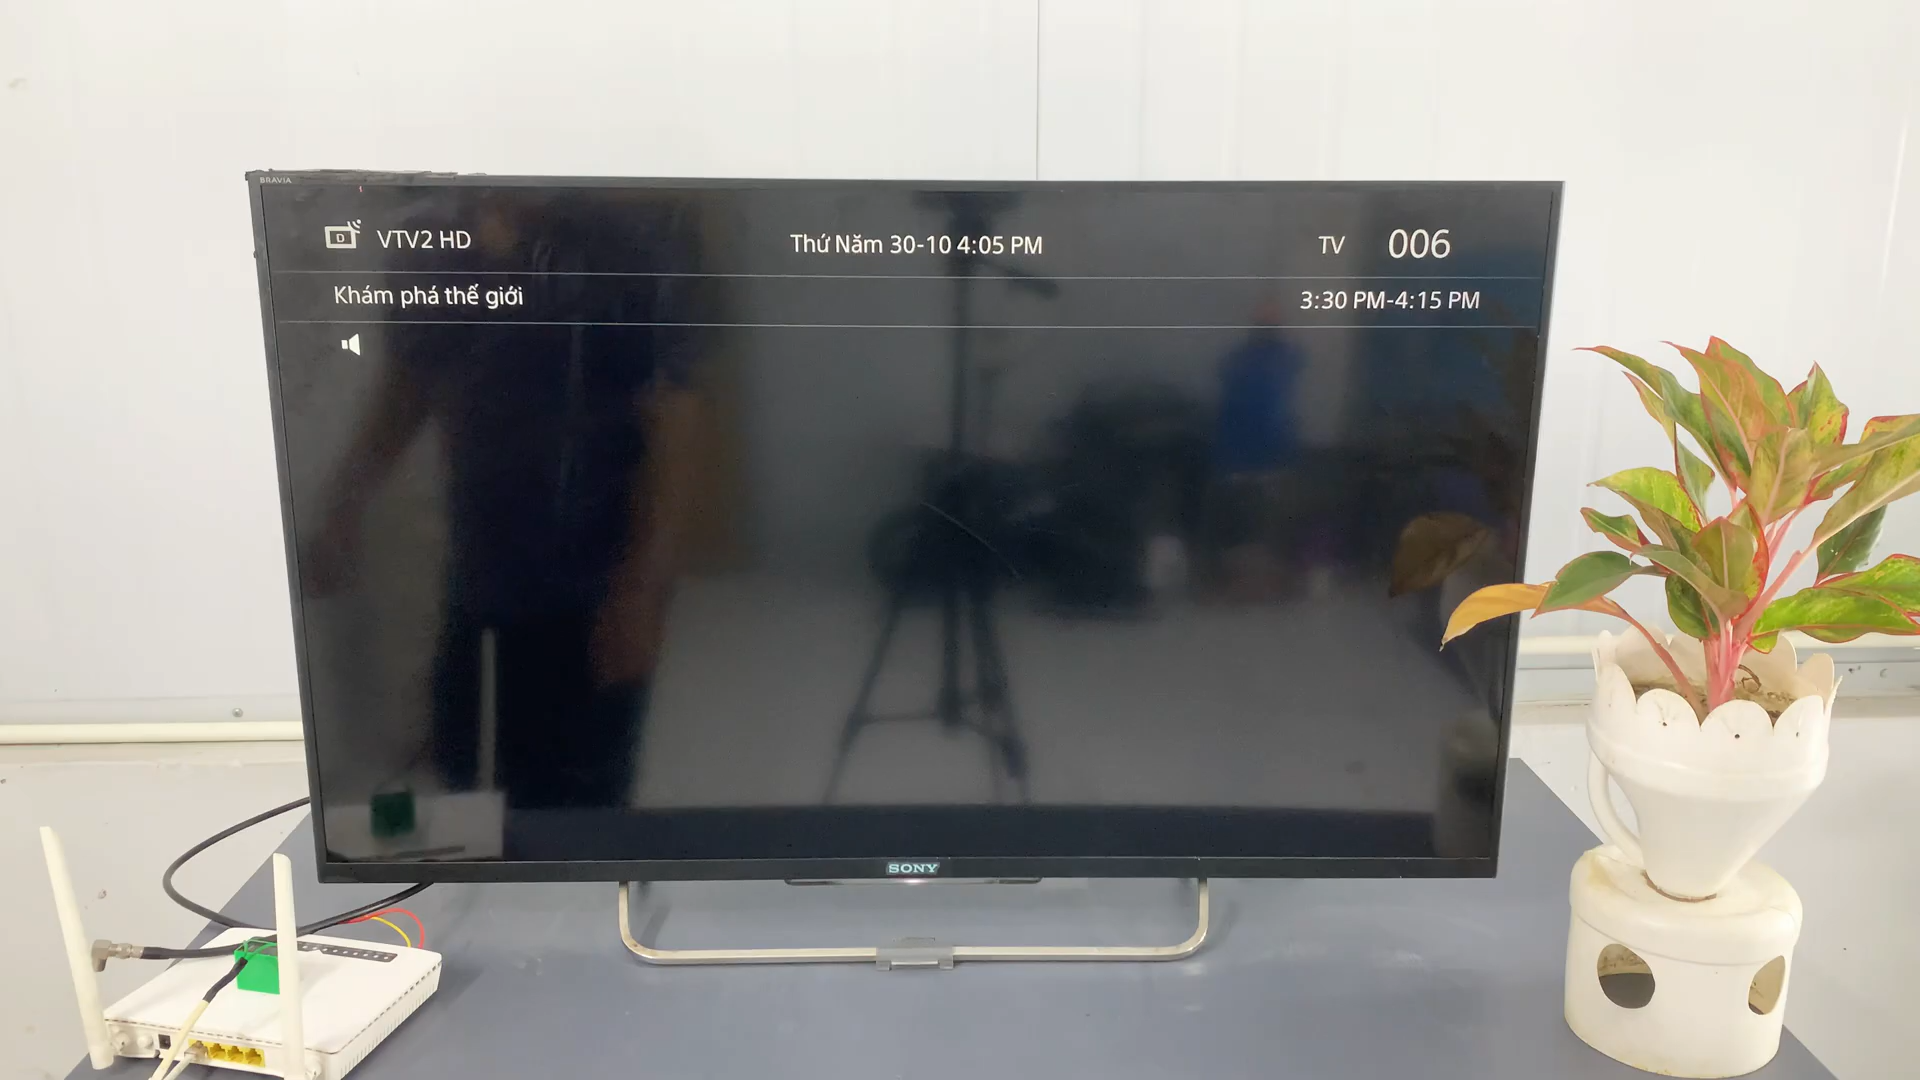 BRAVIA
D VTV2 HD
Thứ Năm 30-10 4:05 PM
TV 006
Khám phá thế giới
3:30 PM-4:15 PM
SONY